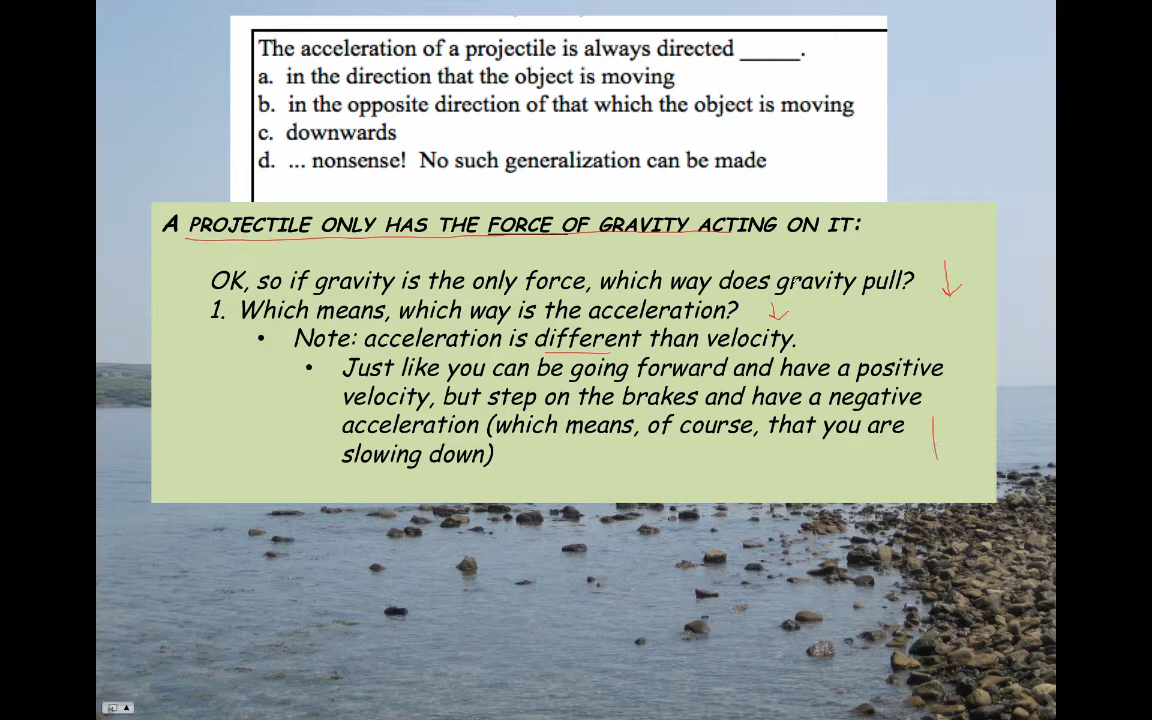 The acceleration of a projectile is always directed _____.
a. in the direction that the object is moving
b. in the opposite direction of that which the object is moving
c. downwards
d. ... nonsense! No such generalization can be made
A PROJECTILE ONLY HAS THE FORCE OF GRAVITY ACTING ON IT:
OK, so if gravity is the only force, which way does gravity pull?
1. Which means, which way is the acceleration?
• Note: acceleration is different than velocity.
• Just like you can be going forward and have a positive
velocity, but step on the brakes and have a negative
acceleration (which means, of course, that you are
slowing down)